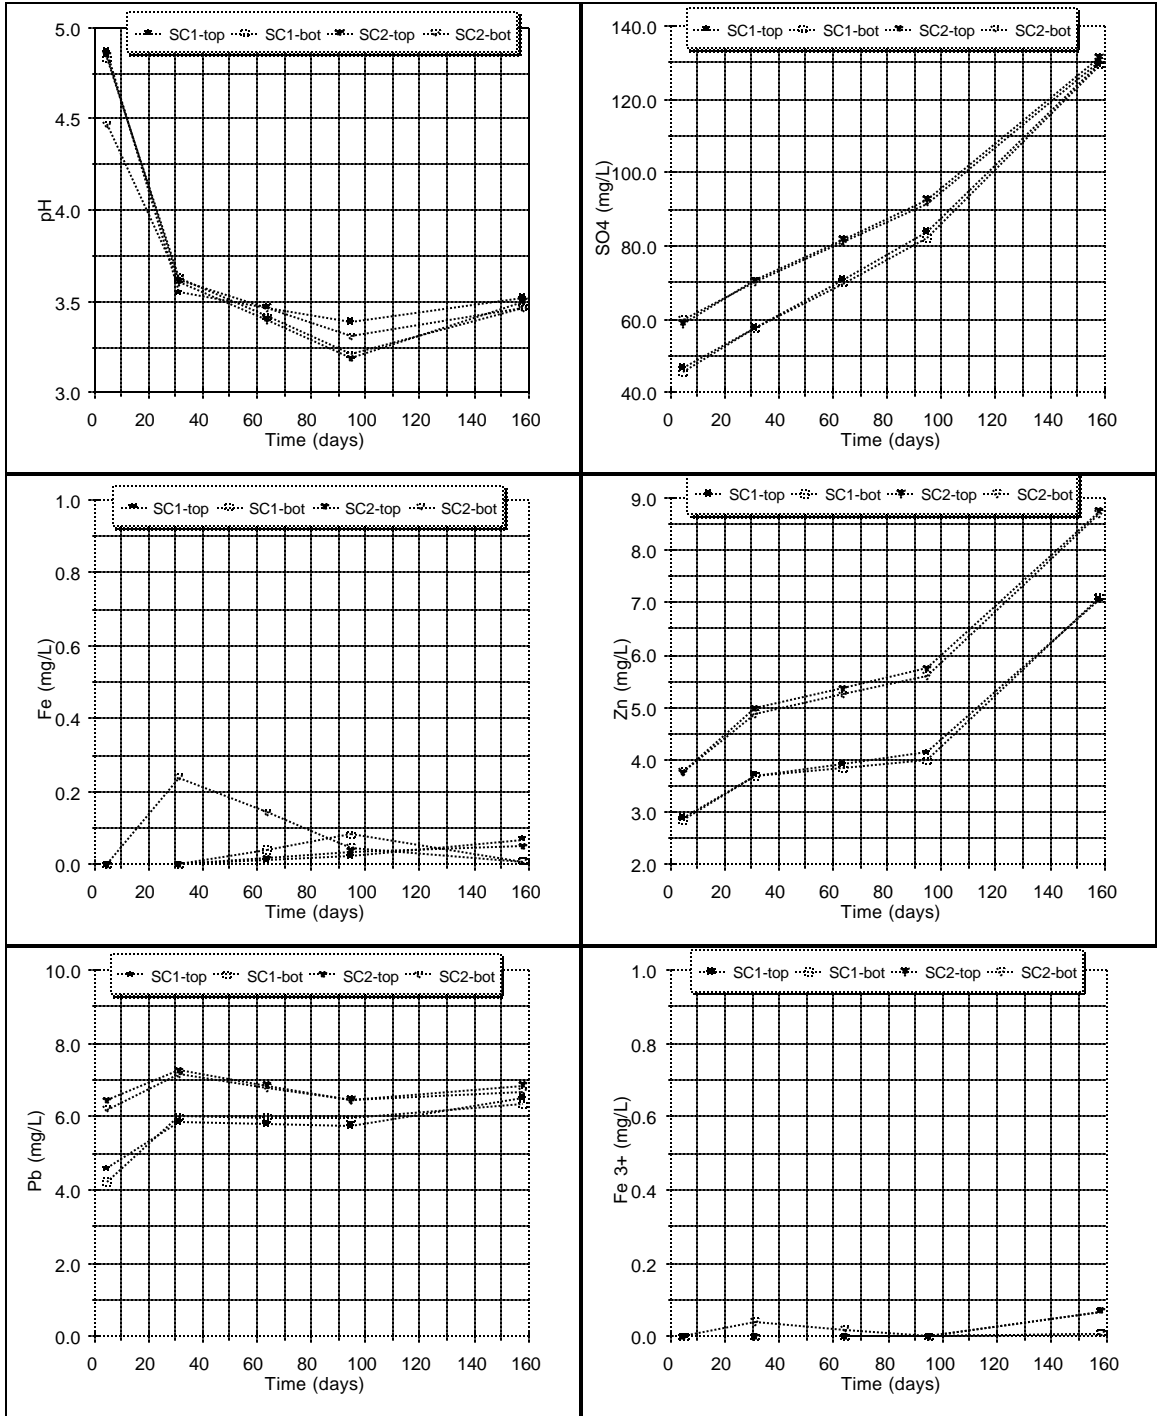 SC1-top SC1-bot SC2-top SC2-bot
5.0
4.5
4.0
3.5
3.0
pH
0 20 40 60 80 100 120 140 160
Time (days)
SC1-top SC1-bot SC2-top SC2-bot
140.0
120.0
100.0
80.0
60.0
40.0
SO4 (mg/L)
0 20 40 60 80 100 120 140 160
Time (days)
SC1-top SC1-bot SC2-top SC2-bot
1.0
0.8
0.6
0.4
0.2
0.0
Fe (mg/L)
0 20 40 60 80 100 120 140 160
Time (days)
SC1-top SC1-bot SC2-top SC2-bot
9.0
8.0
7.0
6.0
5.0
4.0
3.0
2.0
Zn (mg/L)
0 20 40 60 80 100 120 140 160
Time (days)
SC1-top SC1-bot SC2-top SC2-bot
10.0
8.0
6.0
4.0
2.0
0.0
Pb (mg/L)
0 20 40 60 80 100 120 140 160
Time (days)
SC1-top SC1-bot SC2-top SC2-bot
1.0
0.8
0.6
0.4
0.2
0.0
Fe 3+ (mg/L)
0 20 40 60 80 100 120 140 160
Time (days)